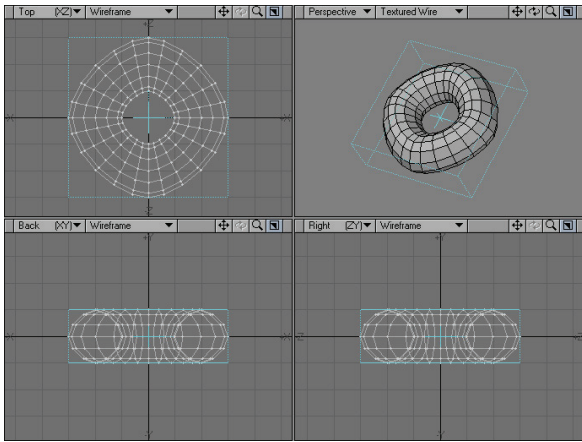 Top (XZ) Wireframe
Perspective Textured Wire
+Z
-X
-Z
Back (XY) Wireframe
Right (ZY) Wireframe
+Y
+Y
-Y
-Y